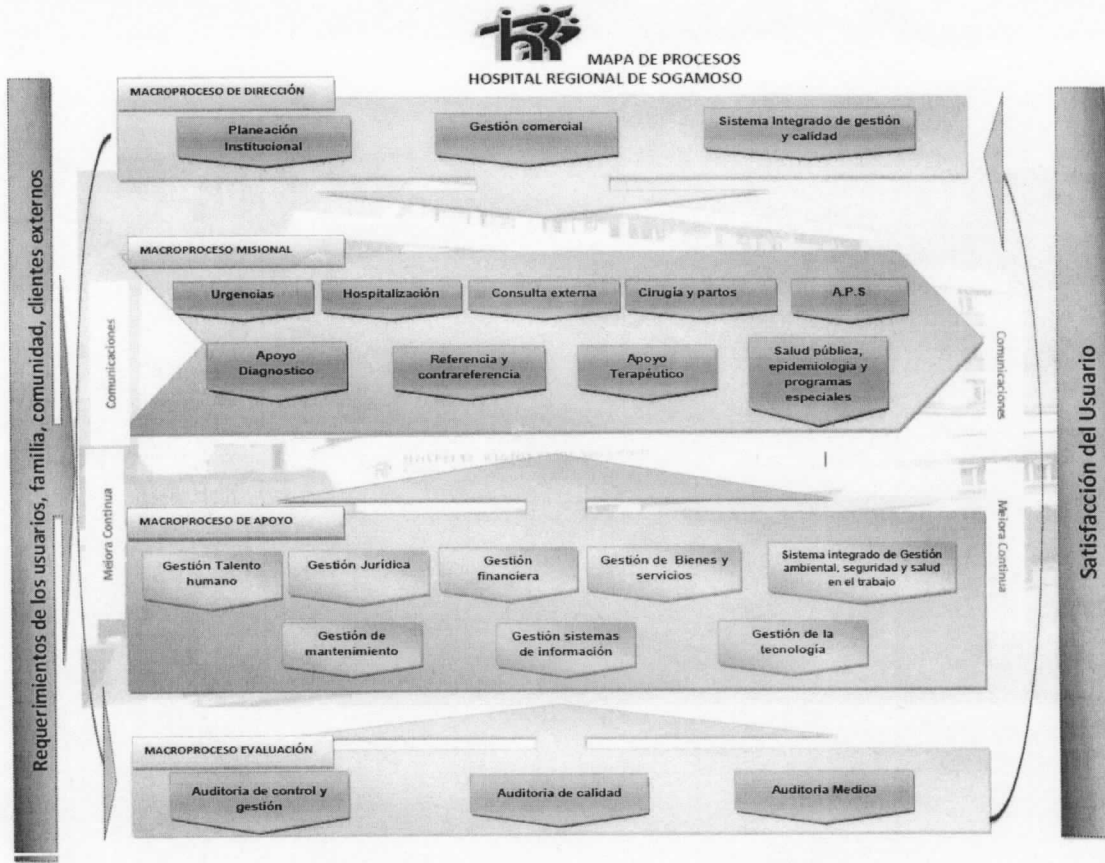 MAPA DE PROCESOS
HOSPITAL REGIONAL DE SOGAMOSO
Requerimientos de los usuarios, familia, comunidad, clientes externos
MACROPROCESO DE DIRECCIÓN
Planeación
Institucional
Gestión comercial
Sistema Integrado de gestión
y calidad
MACROPROCESO MISIONAL
Urgencias
Hospitalización
Consulta externa
Cirugía y partos
A.P.S
Apoyo
Diagnostico
Referencia y
contrareferencia
Apoyo
Terapéutico
Salud pública,
epidemiología y
programas
especiales
Comunicaciones
Comunicaciones
Mejora Continua
Mejora Continua
MACROPROCESO DE APOYO
Gestión Talento
humano
Gestión Jurídica
Gestión
financiera
Gestión de Bienes y
servicios
Sistema integrado de Gestión
ambiental, seguridad y salud
en el trabajo
Gestión de
mantenimiento
Gestión sistemas
de información
Gestión de la
tecnología
MACROPROCESO EVALUACIÓN
Auditoria de control y
gestión
Auditoria de calidad
Auditoria Medica
Satisfacción del Usuario